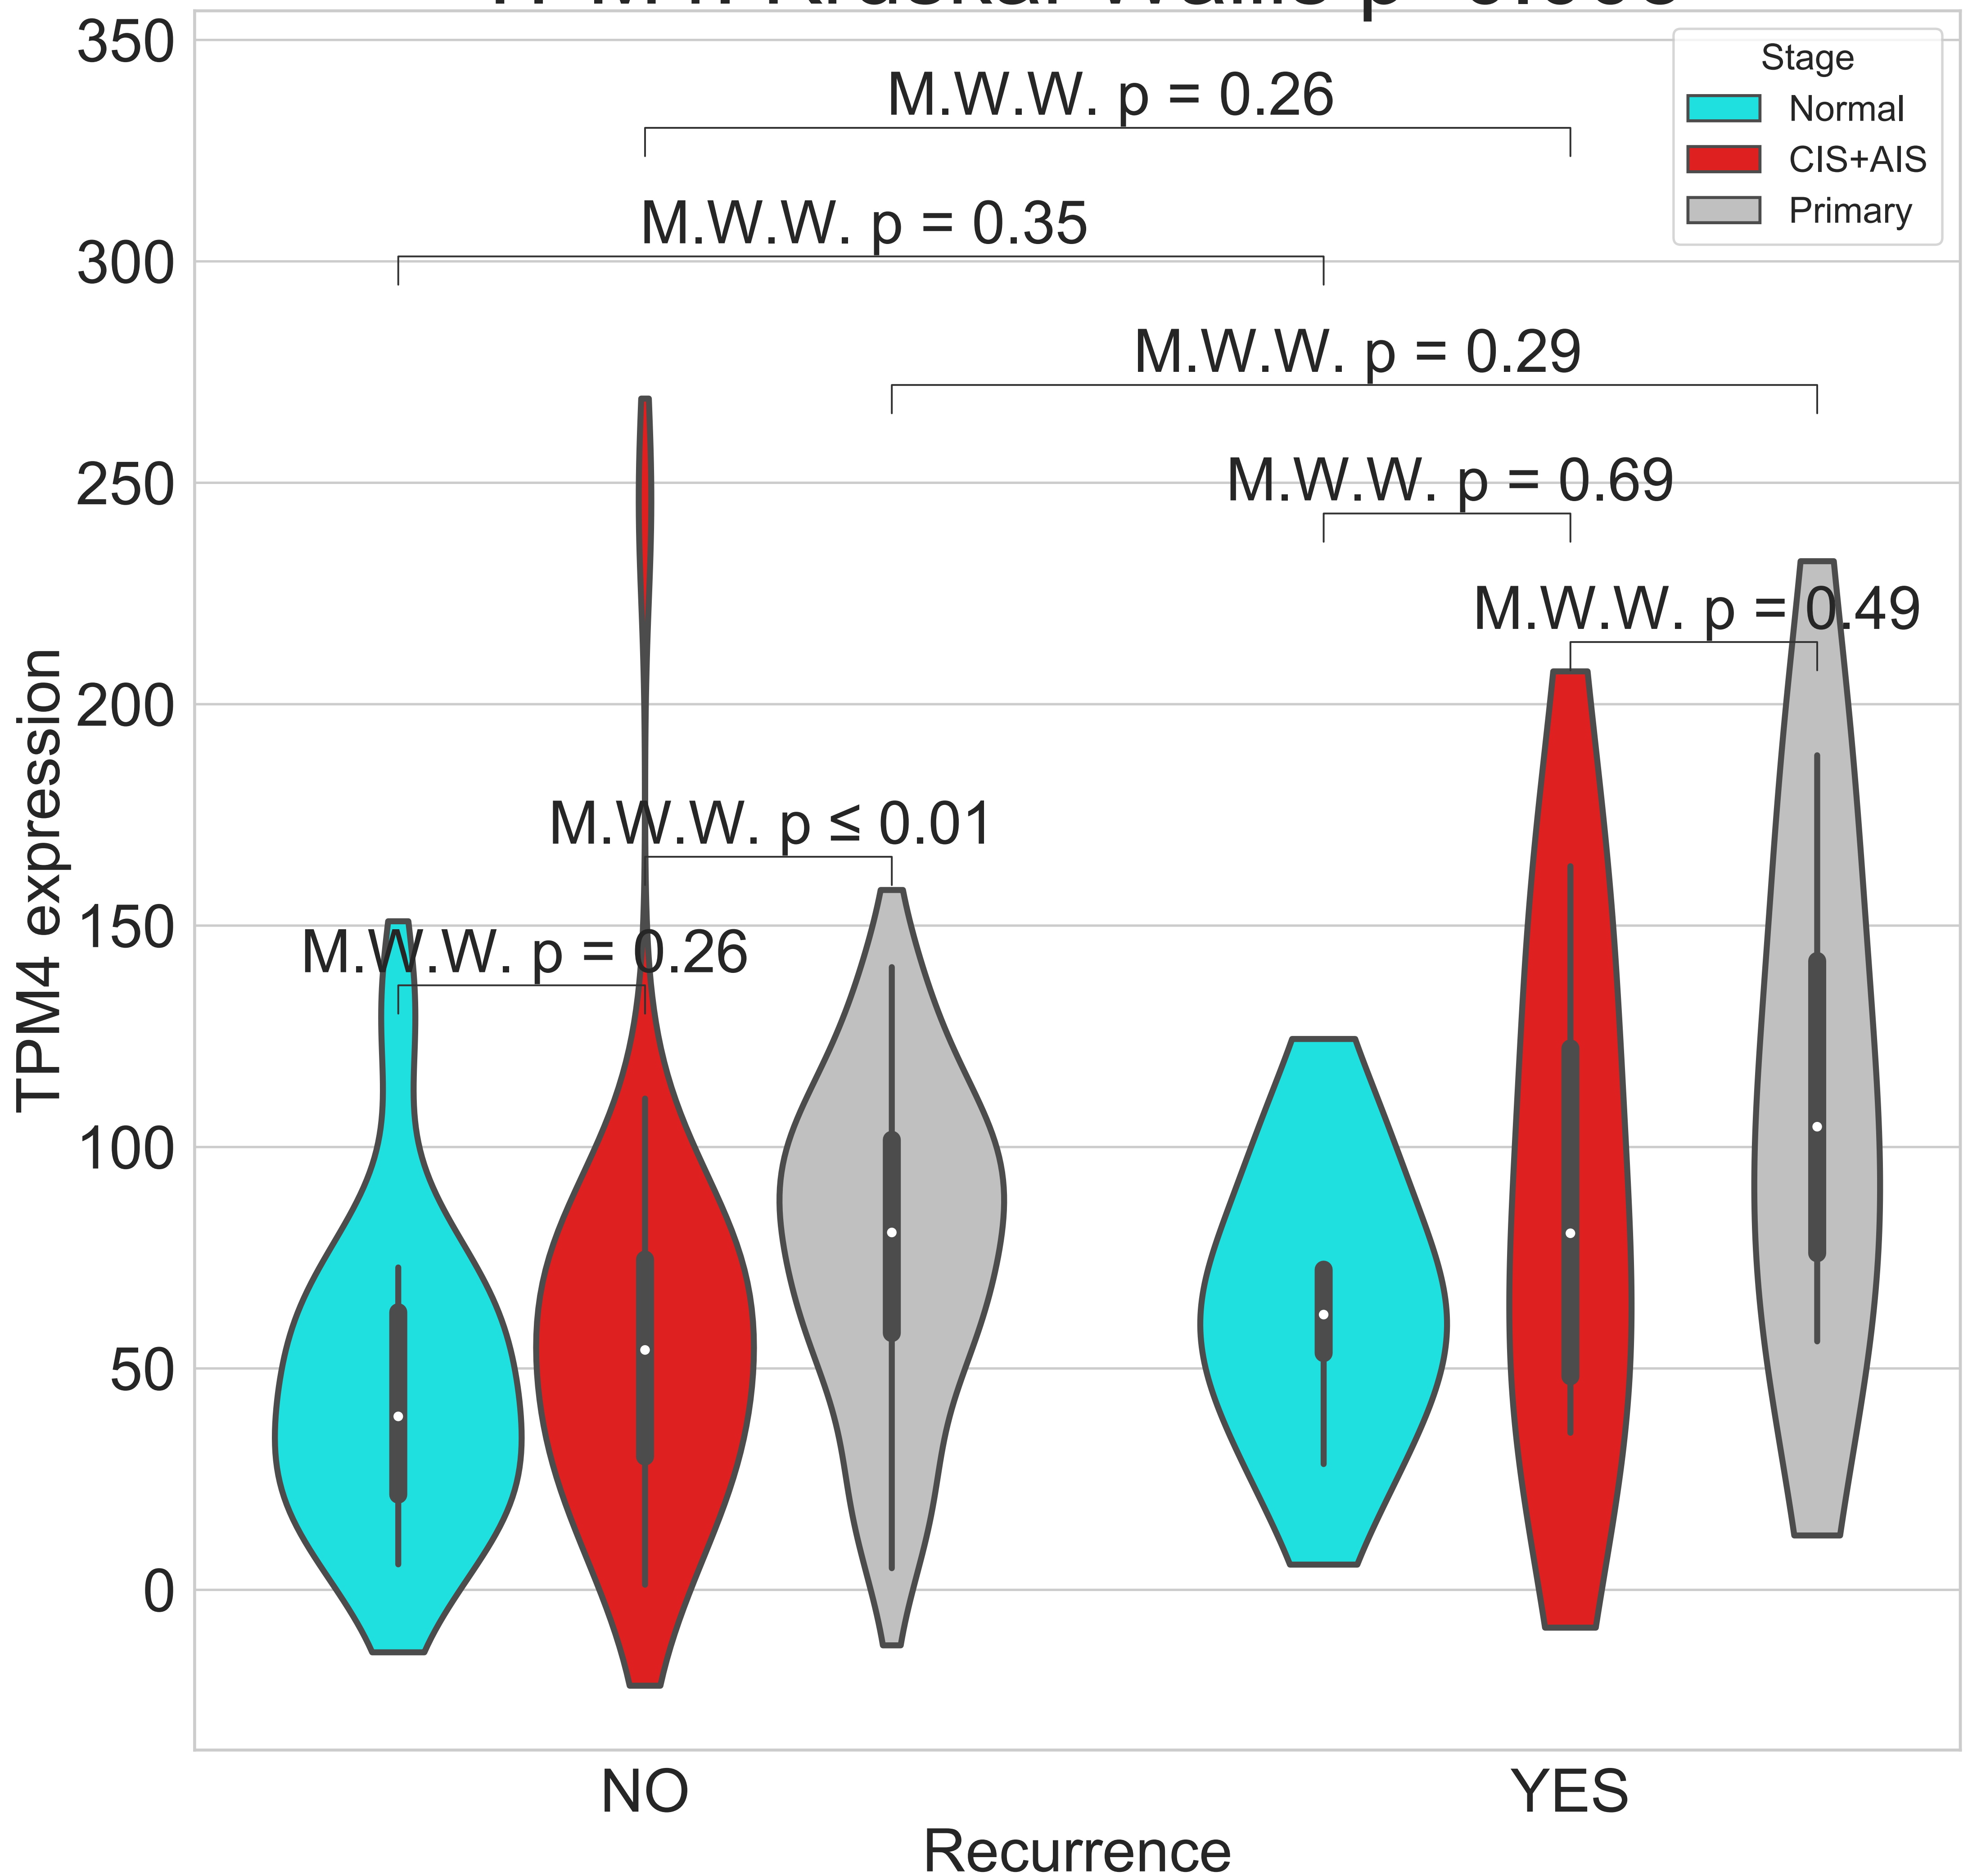 350
300
250
200
150
100
50
0
TPM4 expression
M.W.W. p = 0.26
M.W.W. p = 0.35
M.W.W. p = 0.29
M.W.W. p = 0.69
M.W.W. p = 0.49
M.W.W. p ≤ 0.01
M.W.W. p = 0.26
Stage
Normal
CIS+AIS
Primary
NO
YES
Recurrence